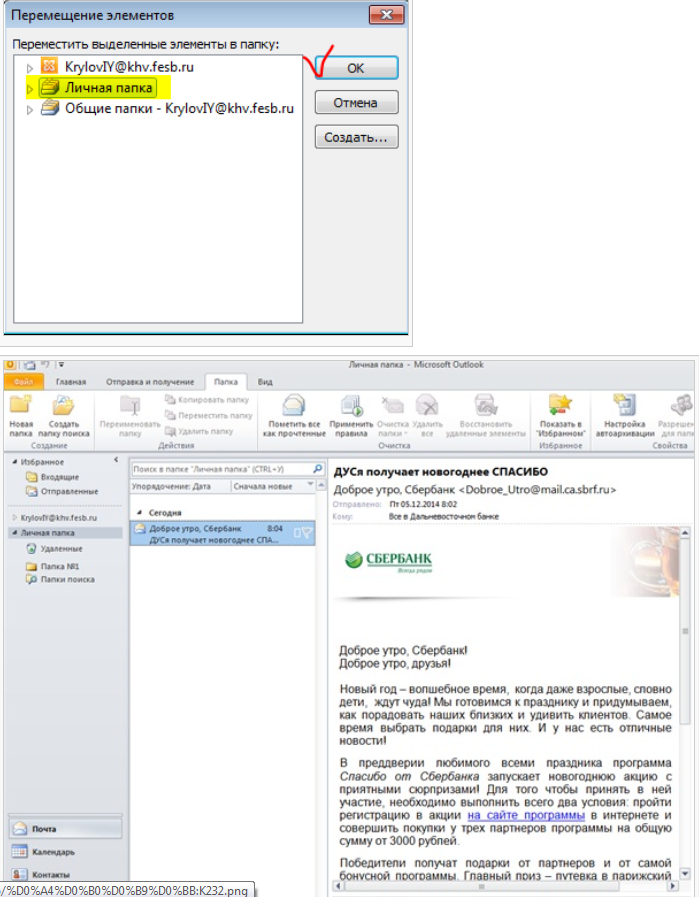 Перемещение элементов
Переместить выделенные элементы в папку:
KrylovIY@khv.fesb.ru
Личная папка
Общие папки - KrylovIY@khv.fesb.ru
OK
Отмена
Создать...
Личная папка - Microsoft Outlook
Файл Главная Отправка и получение Папка Вид
Новая папка
Создать папку поиска
Создание
Переименовать папку
Копировать папку
Переместить папку
Удалить папку
Действия
Пометить все как прочтенные
Применить правила
Очистка папки
Удалить все
Восстановить удаленные элементы
Очистка
Показать в "Избранном"
Избранное
Настройка автоархивации
Разрешен для папк
Свойства
Избранное
Входящие
Отправленные
KrylovIY@khv.fesb.ru
Личная папка
Удаленные
Папка №1
Папки поиска
Почта
Календарь
Контакты
Поиск в папке "Личная папка" (CTRL+У)
Упорядочение: Дата Сначала новые
Сегодня
Доброе утро, Сбербанк 8:04
ДУСя получает новогоднее СПА...
ДУСя получает новогоднее СПАСИБО
Доброе утро, Сбербанк <Dobroe_Utro@mail.ca.sbrf.ru>
Отправлено: Пт 05.12.2014 8:02
Кому: Все в Дальневосточном банке
СБЕРБАНК
Всегда рядом
Доброе утро, Сбербанк!
Доброе утро, друзья!
Новый год – волшебное время, когда даже взрослые, словно
дети, ждут чуда! Мы готовимся к празднику и придумываем,
как порадовать наших близких и удивить клиентов. Самое
время выбрать подарки для них. И у нас есть отличные
новости!
В преддверии любимого всеми праздника программа
Спасибо от Сбербанка запускает новогоднюю акцию с
приятными сюрпризами! Для того чтобы принять в ней
участие, необходимо выполнить всего два условия: пройти
регистрацию в акции на сайте программы в интернете и
совершить покупки у трех партнеров программы на общую
сумму от 3000 рублей.
Победители получат подарки от партнеров и от самой
бонусной программы. Главный приз – путевка в парижский
/%D0%A4%D0%B0%D0%B9%D0%BB:K232.png